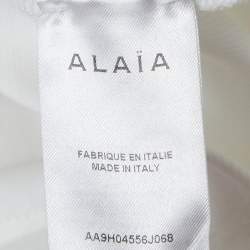 ALAÏA
FABRIQUE EN ITALIE
MADE IN ITALY
AA9H04556J068